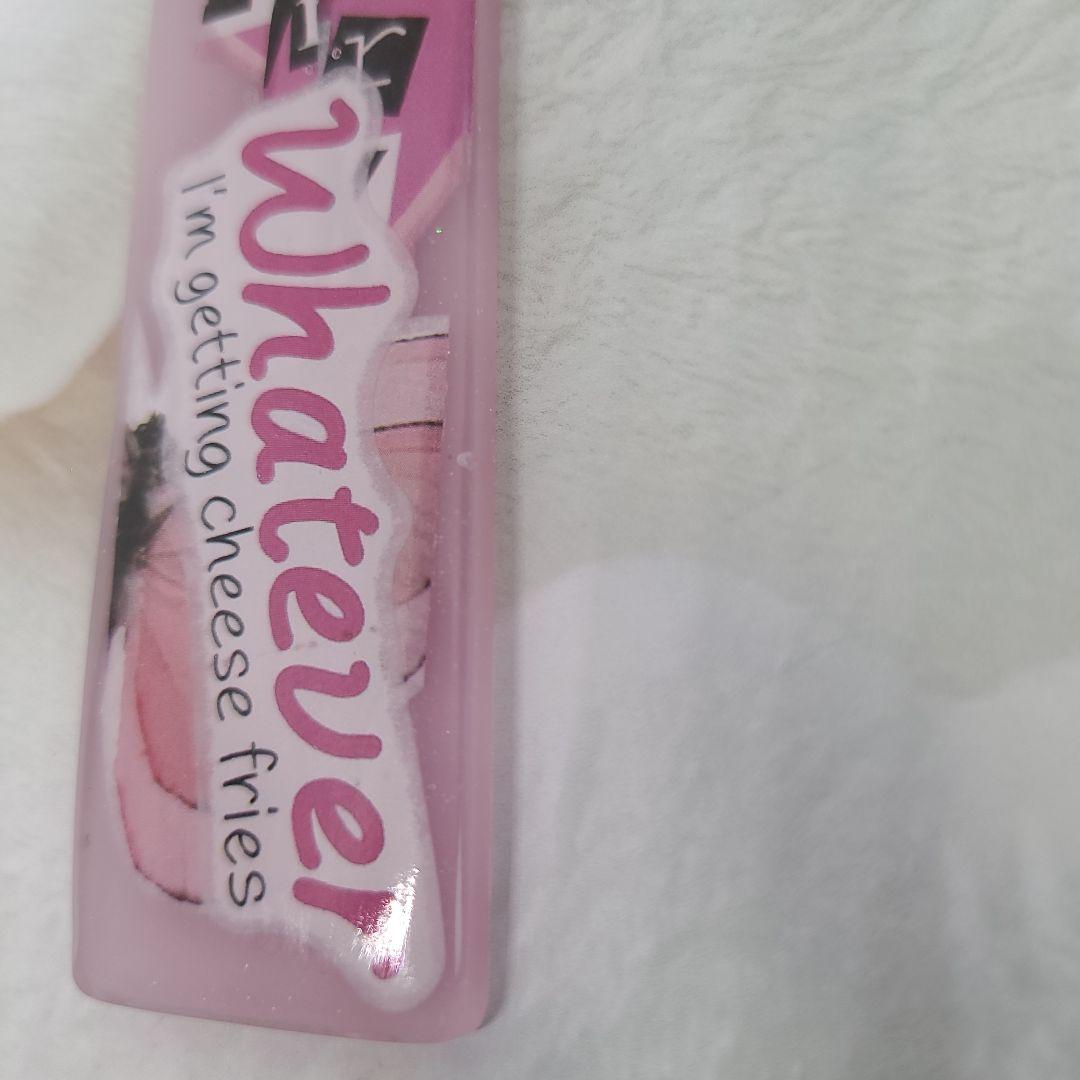 Whatever.
I'm getting cheese fries